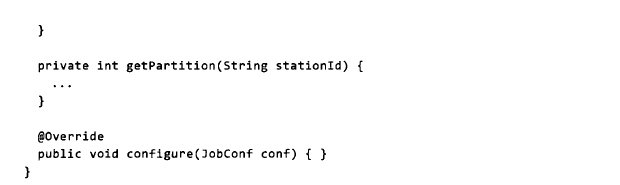 }
private int getPartition(String stationId) {
...
}
@Override
public void configure(JobConf conf) { }
}